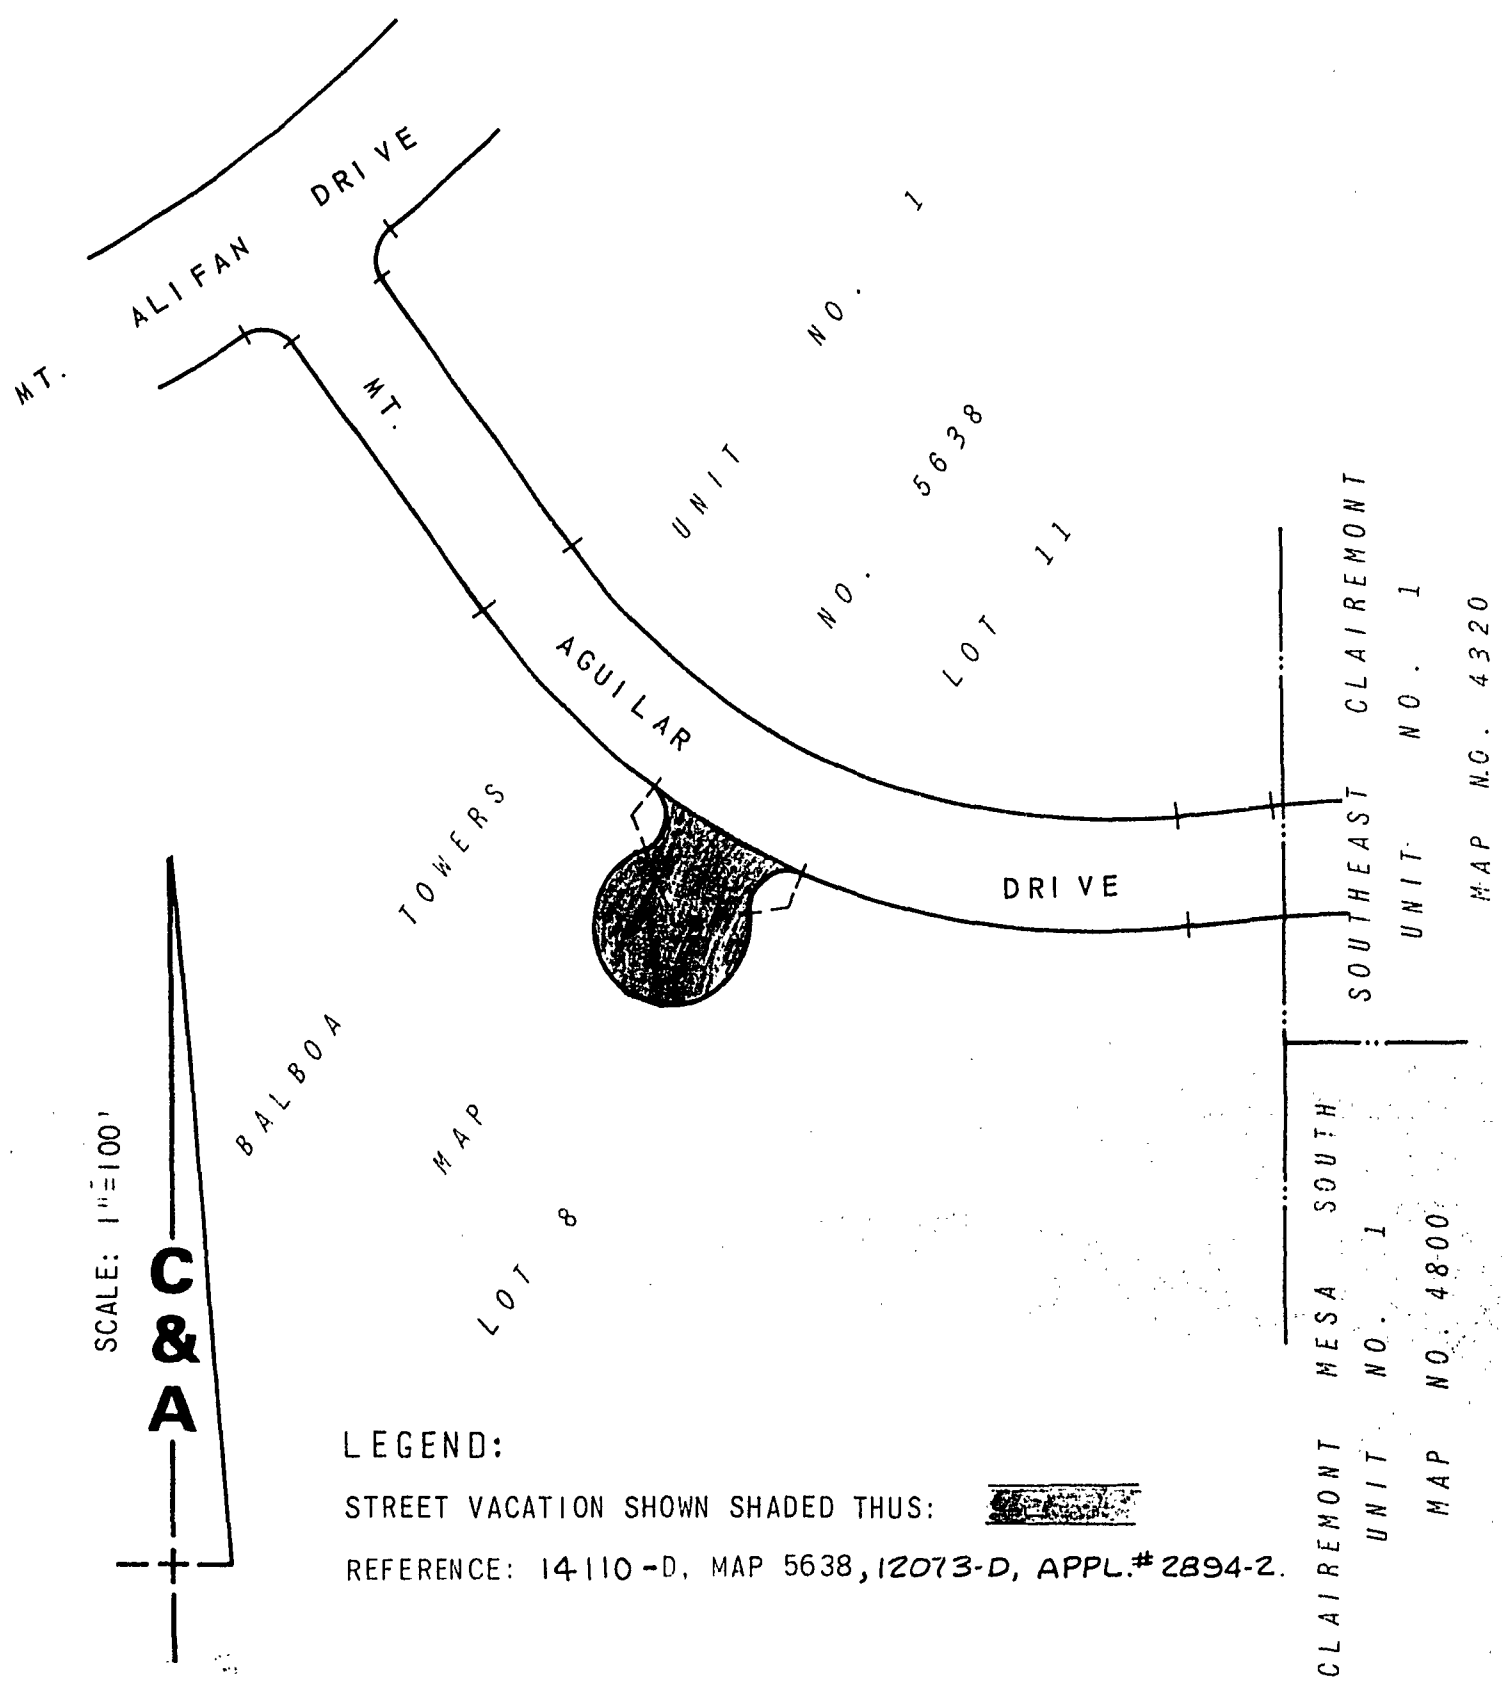 MT. ALIFAN DRIVE
MT. AGUILAR DRIVE
BALBOA TOWERS UNIT NO. 1
MAP NO. 5638
LOT 8
LOT 11
SOUTHEAST CLAIREMONT
UNIT NO. 1
MAP NO. 4320
CLAIREMONT MESA SOUTH
UNIT NO. 1
MAP NO. 4800
SCALE: 1"=100'
C
&
A
LEGEND:
STREET VACATION SHOWN SHADED THUS:
REFERENCE: 14110-D, MAP 5638, 12073-D, APPL.# 2894-2.